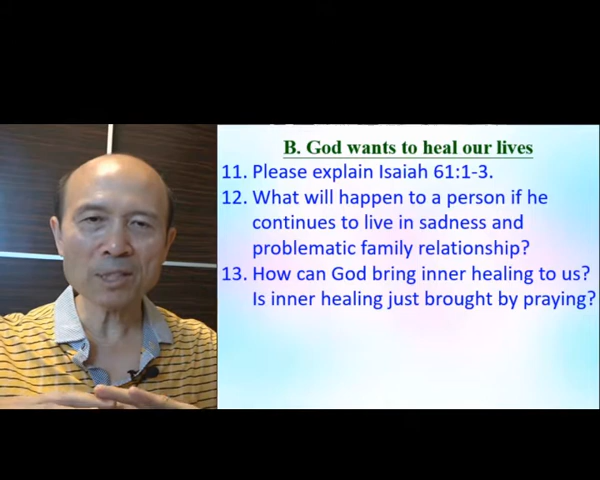 B. God wants to heal our lives
11. Please explain Isaiah 61:1-3.
12. What will happen to a person if he
continues to live in sadness and
problematic family relationship?
13. How can God bring inner healing to us?
Is inner healing just brought by praying?